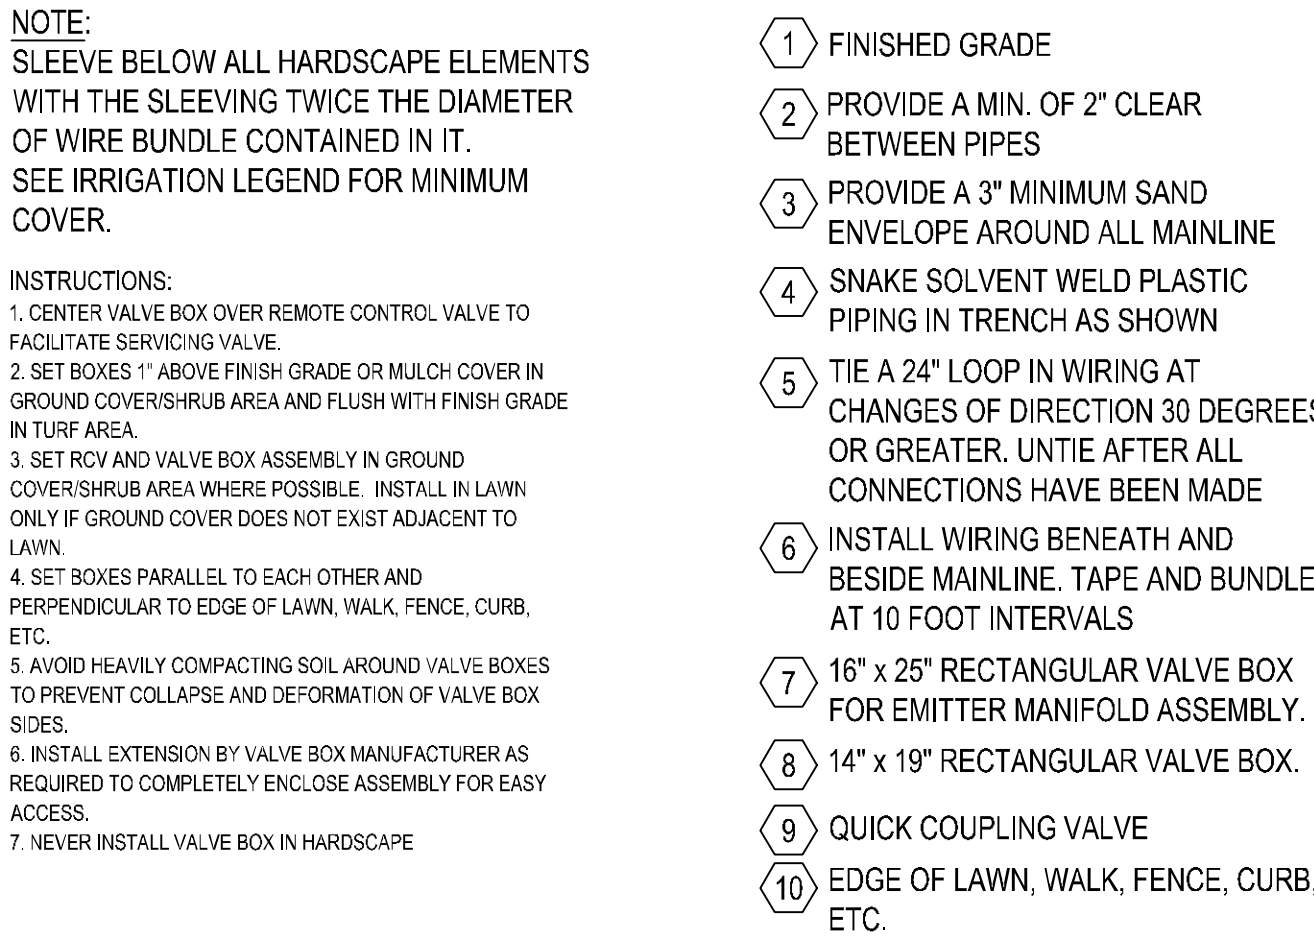 NOTE:
SLEEVE BELOW ALL HARDSCAPE ELEMENTS
WITH THE SLEEVING TWICE THE DIAMETER
OF WIRE BUNDLE CONTAINED IN IT.
SEE IRRIGATION LEGEND FOR MINIMUM
COVER.
INSTRUCTIONS:
1. CENTER VALVE BOX OVER REMOTE CONTROL VALVE TO
FACILITATE SERVICING VALVE.
2. SET BOXES 1" ABOVE FINISH GRADE OR MULCH COVER IN
GROUND COVER/SHRUB AREA AND FLUSH WITH FINISH GRADE
IN TURF AREA.
3. SET RCV AND VALVE BOX ASSEMBLY IN GROUND
COVER/SHRUB AREA WHERE POSSIBLE. INSTALL IN LAWN
ONLY IF GROUND COVER DOES NOT EXIST ADJACENT TO
LAWN.
4. SET BOXES PARALLEL TO EACH OTHER AND
PERPENDICULAR TO EDGE OF LAWN, WALK, FENCE, CURB,
ETC.
5. AVOID HEAVILY COMPACTING SOIL AROUND VALVE BOXES
TO PREVENT COLLAPSE AND DEFORMATION OF VALVE BOX
SIDES.
6. INSTALL EXTENSION BY VALVE BOX MANUFACTURER AS
REQUIRED TO COMPLETELY ENCLOSE ASSEMBLY FOR EASY
ACCESS.
7. NEVER INSTALL VALVE BOX IN HARDSCAPE
1 FINISHED GRADE
2 PROVIDE A MIN. OF 2" CLEAR
BETWEEN PIPES
3 PROVIDE A 3" MINIMUM SAND
ENVELOPE AROUND ALL MAINLINE
4 SNAKE SOLVENT WELD PLASTIC
PIPING IN TRENCH AS SHOWN
5 TIE A 24" LOOP IN WIRING AT
CHANGES OF DIRECTION 30 DEGREES
OR GREATER. UNTIE AFTER ALL
CONNECTIONS HAVE BEEN MADE
6 INSTALL WIRING BENEATH AND
BESIDE MAINLINE. TAPE AND BUNDLE
AT 10 FOOT INTERVALS
7 16" x 25" RECTANGULAR VALVE BOX
FOR EMITTER MANIFOLD ASSEMBLY.
8 14" x 19" RECTANGULAR VALVE BOX.
9 QUICK COUPLING VALVE
10 EDGE OF LAWN, WALK, FENCE, CURB,
ETC.